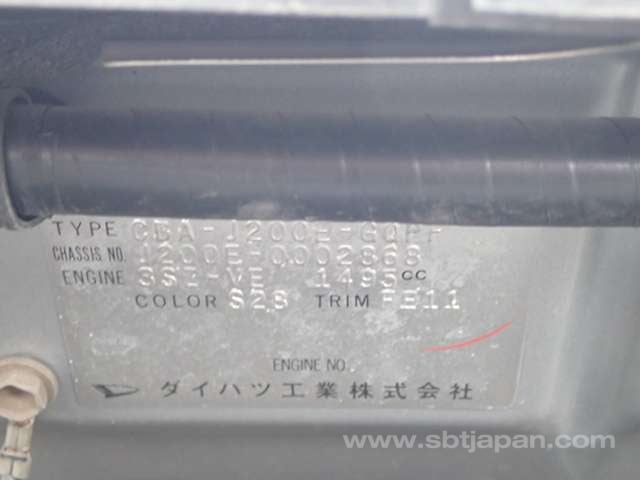 TYPE CBA-J200E-GQPF
CHASSIS NO. J200E-0002868
ENGINE 3SZ-VE 1495CC
COLOR S28 TRIM FE11
ENGINE NO.
ダイハツ工業株式会社
www.sbtjapan.com